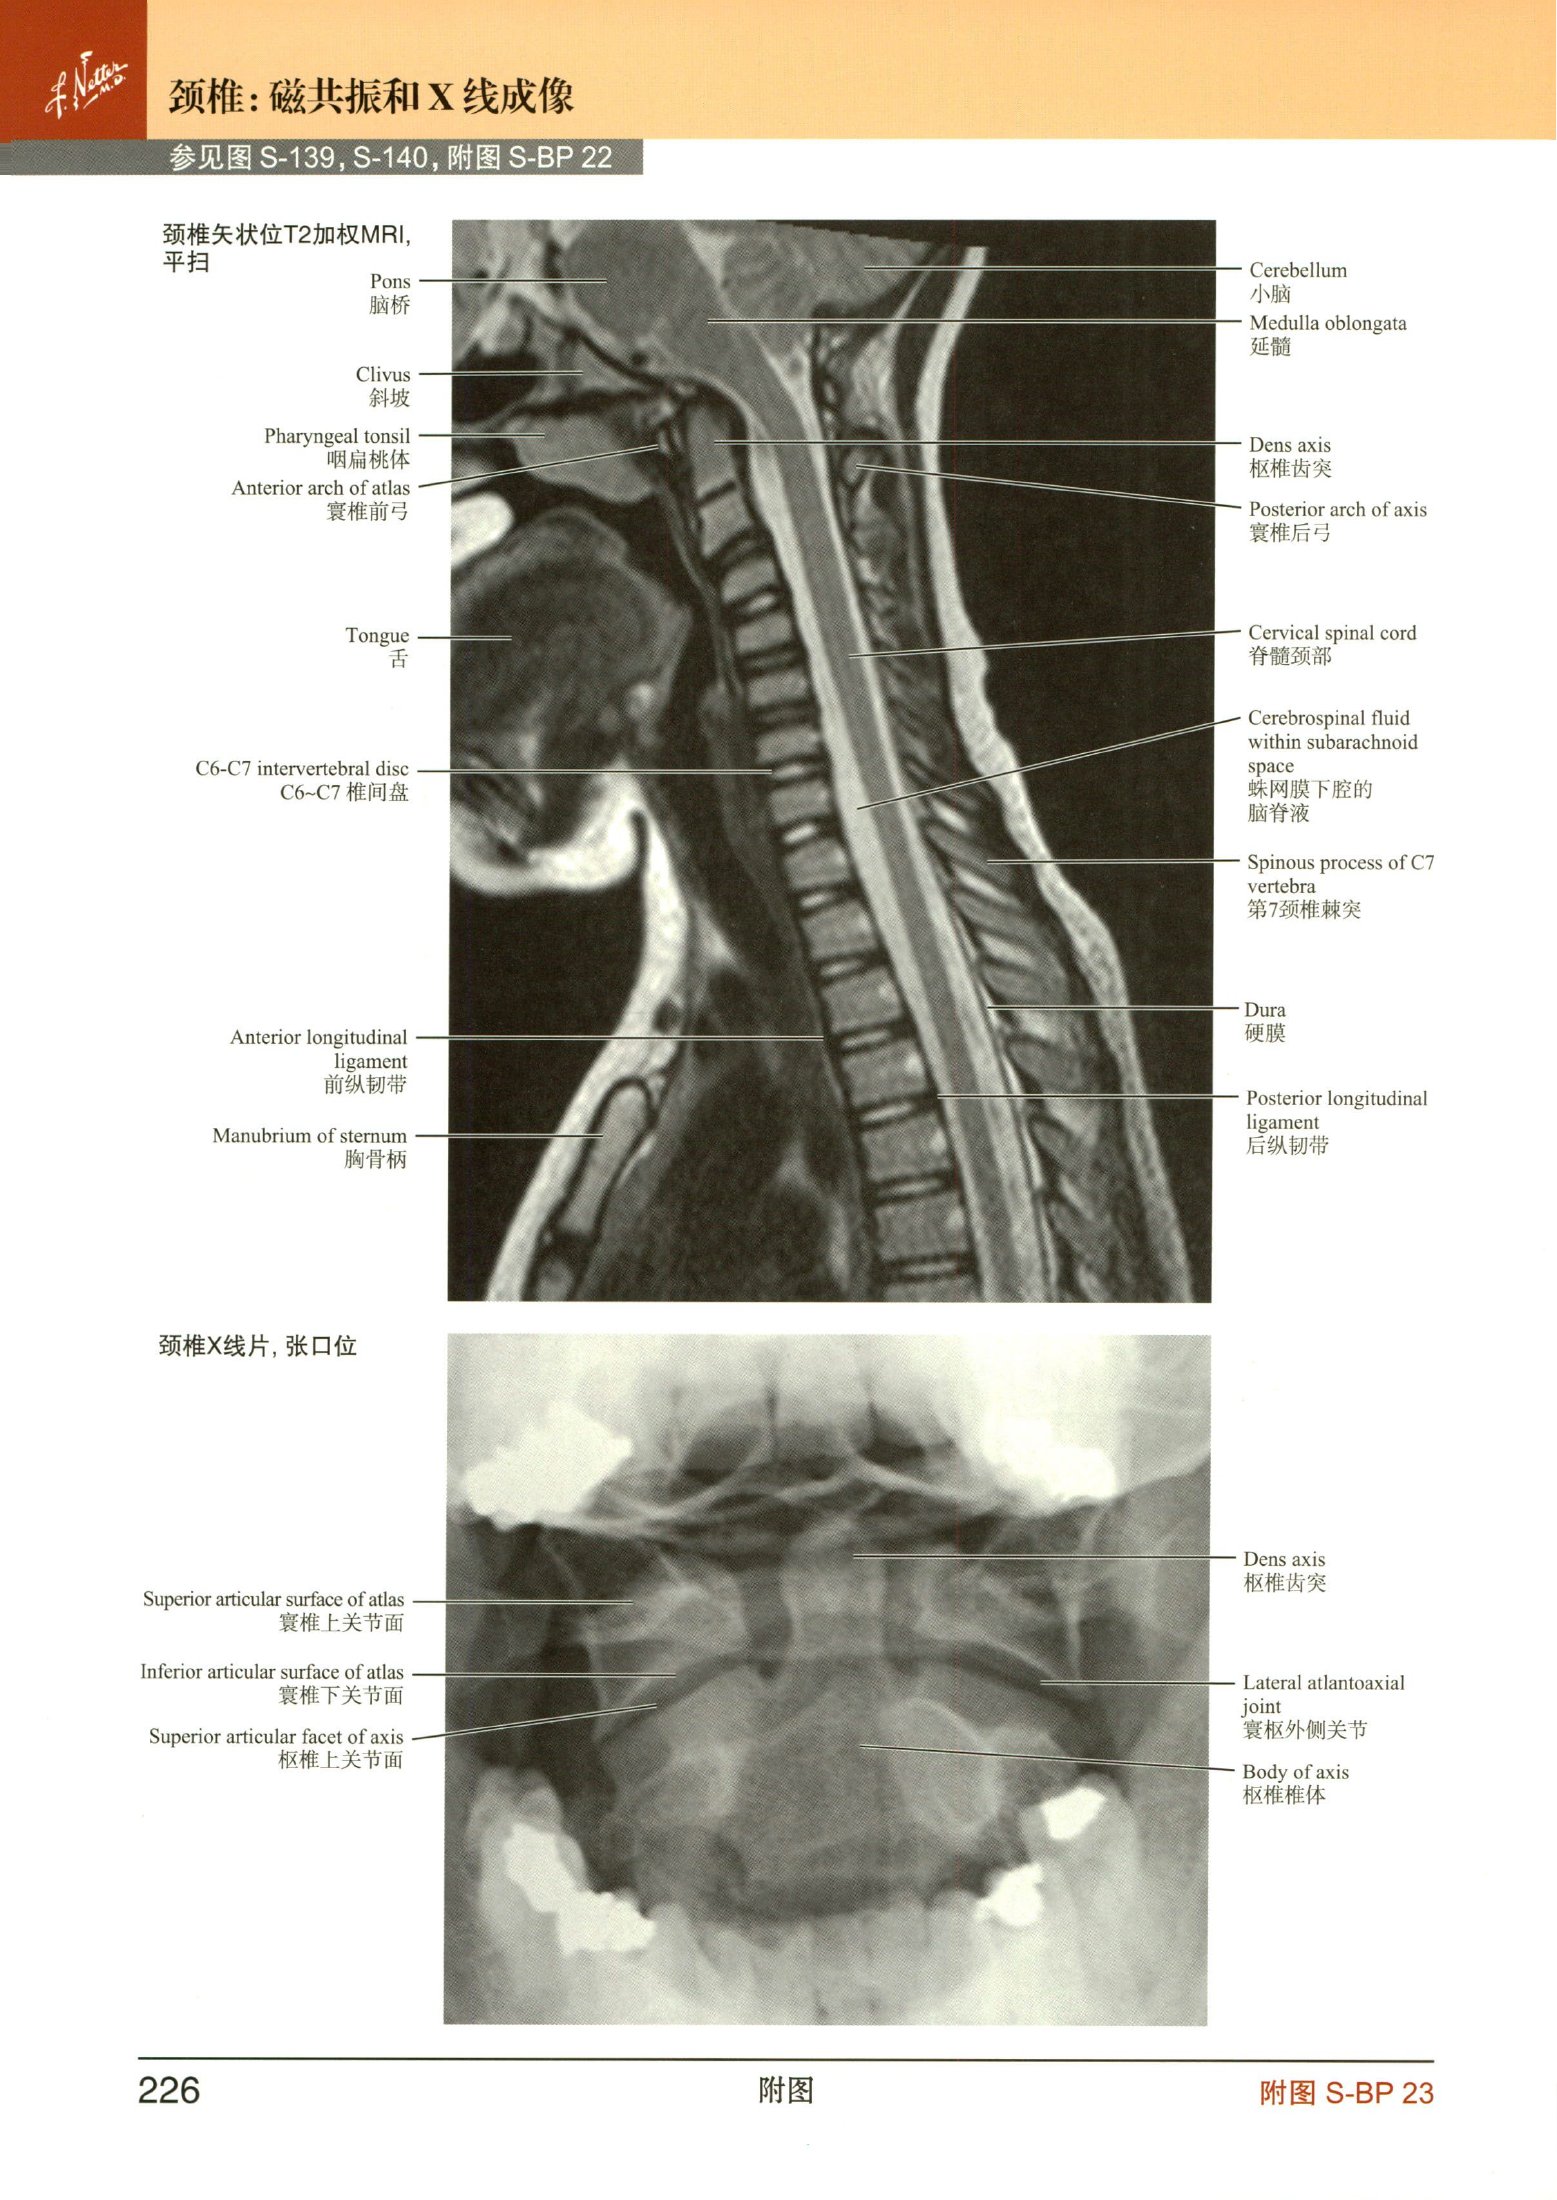 F. Netter M.D.
颈椎：磁共振和 X 线成像
参见图 S-139, S-140, 附图 S-BP 22
颈椎矢状位T2加权MRI,
平扫
Pons
脑桥
Clivus
斜坡
Pharyngeal tonsil
咽扁桃体
Anterior arch of atlas
寰椎前弓
Tongue
舌
C6-C7 intervertebral disc
C6~C7 椎间盘
Anterior longitudinal
ligament
前纵韧带
Manubrium of sternum
胸骨柄
Cerebellum
小脑
Medulla oblongata
延髓
Dens axis
枢椎齿突
Posterior arch of axis
寰椎后弓
Cervical spinal cord
脊髓颈部
Cerebrospinal fluid
within subarachnoid
space
蛛网膜下腔的
脑脊液
Spinous process of C7
vertebra
第7颈椎棘突
Dura
硬膜
Posterior longitudinal
ligament
后纵韧带
颈椎X线片, 张口位
Superior articular surface of atlas
寰椎上关节面
Inferior articular surface of atlas
寰椎下关节面
Superior articular facet of axis
枢椎上关节面
Dens axis
枢椎齿突
Lateral atlantoaxial
joint
寰枢外侧关节
Body of axis
枢椎椎体
226
附图
附图 S-BP 23